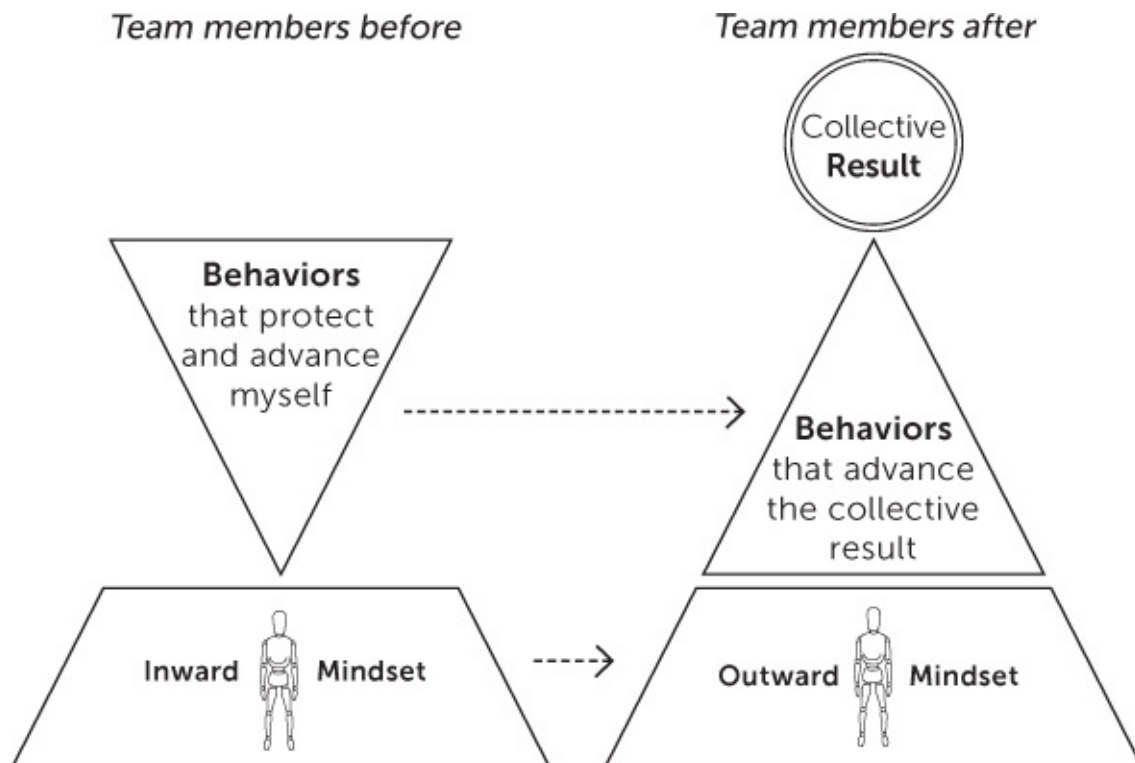 Team members before
Behaviors
that protect
and advance
myself
Inward Mindset
Team members after
Collective
Result
Behaviors
that advance
the collective
result
Outward Mindset